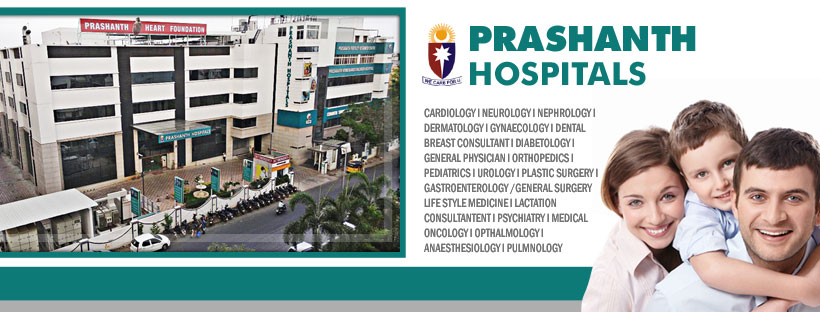 PRASHANTH HEART FOUNDATION
PRASHANTH HOSPITALS
PRASHANTH HOSPITALS
WE CARE FOR U
PRASHANTH
HOSPITALS
CARDIOLOGY I NEUROLOGY I NEPHROLOGY I
DERMATOLOGY I GYNAECOLOGY I DENTAL
BREAST CONSULTANT I DIABETOLOGY I
GENERAL PHYSICIAN I ORTHOPEDICS I
PEDIATRICS I UROLOGY I PLASTIC SURGERY I
GASTROENTEROLOGY /GENERAL SURGERY
LIFE STYLE MEDICINE I LACTATION
CONSULTANTENT I PSYCHIATRY I MEDICAL
ONCOLOGY I OPTHALMOLOGY I
ANAESTHESIOLOGY I PULMNOLOGY